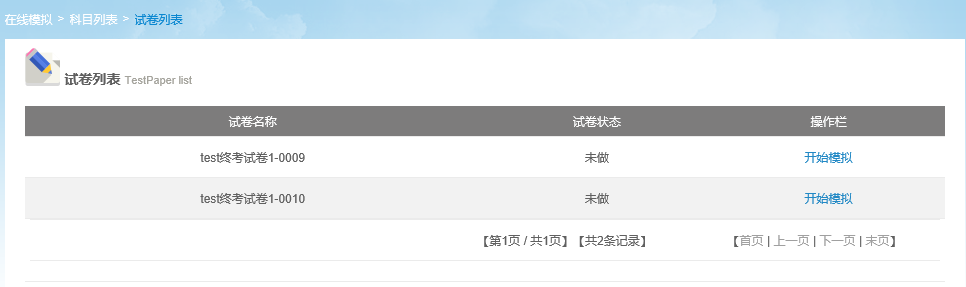 在线模拟 > 科目列表 > 试卷列表
试卷列表 TestPaper list
试卷名称 试卷状态 操作栏
test终考试卷1-0009 未做 开始模拟
test终考试卷1-0010 未做 开始模拟
【第1页 / 共1页】【共2条记录】 【首页 | 上一页 | 下一页 | 末页】